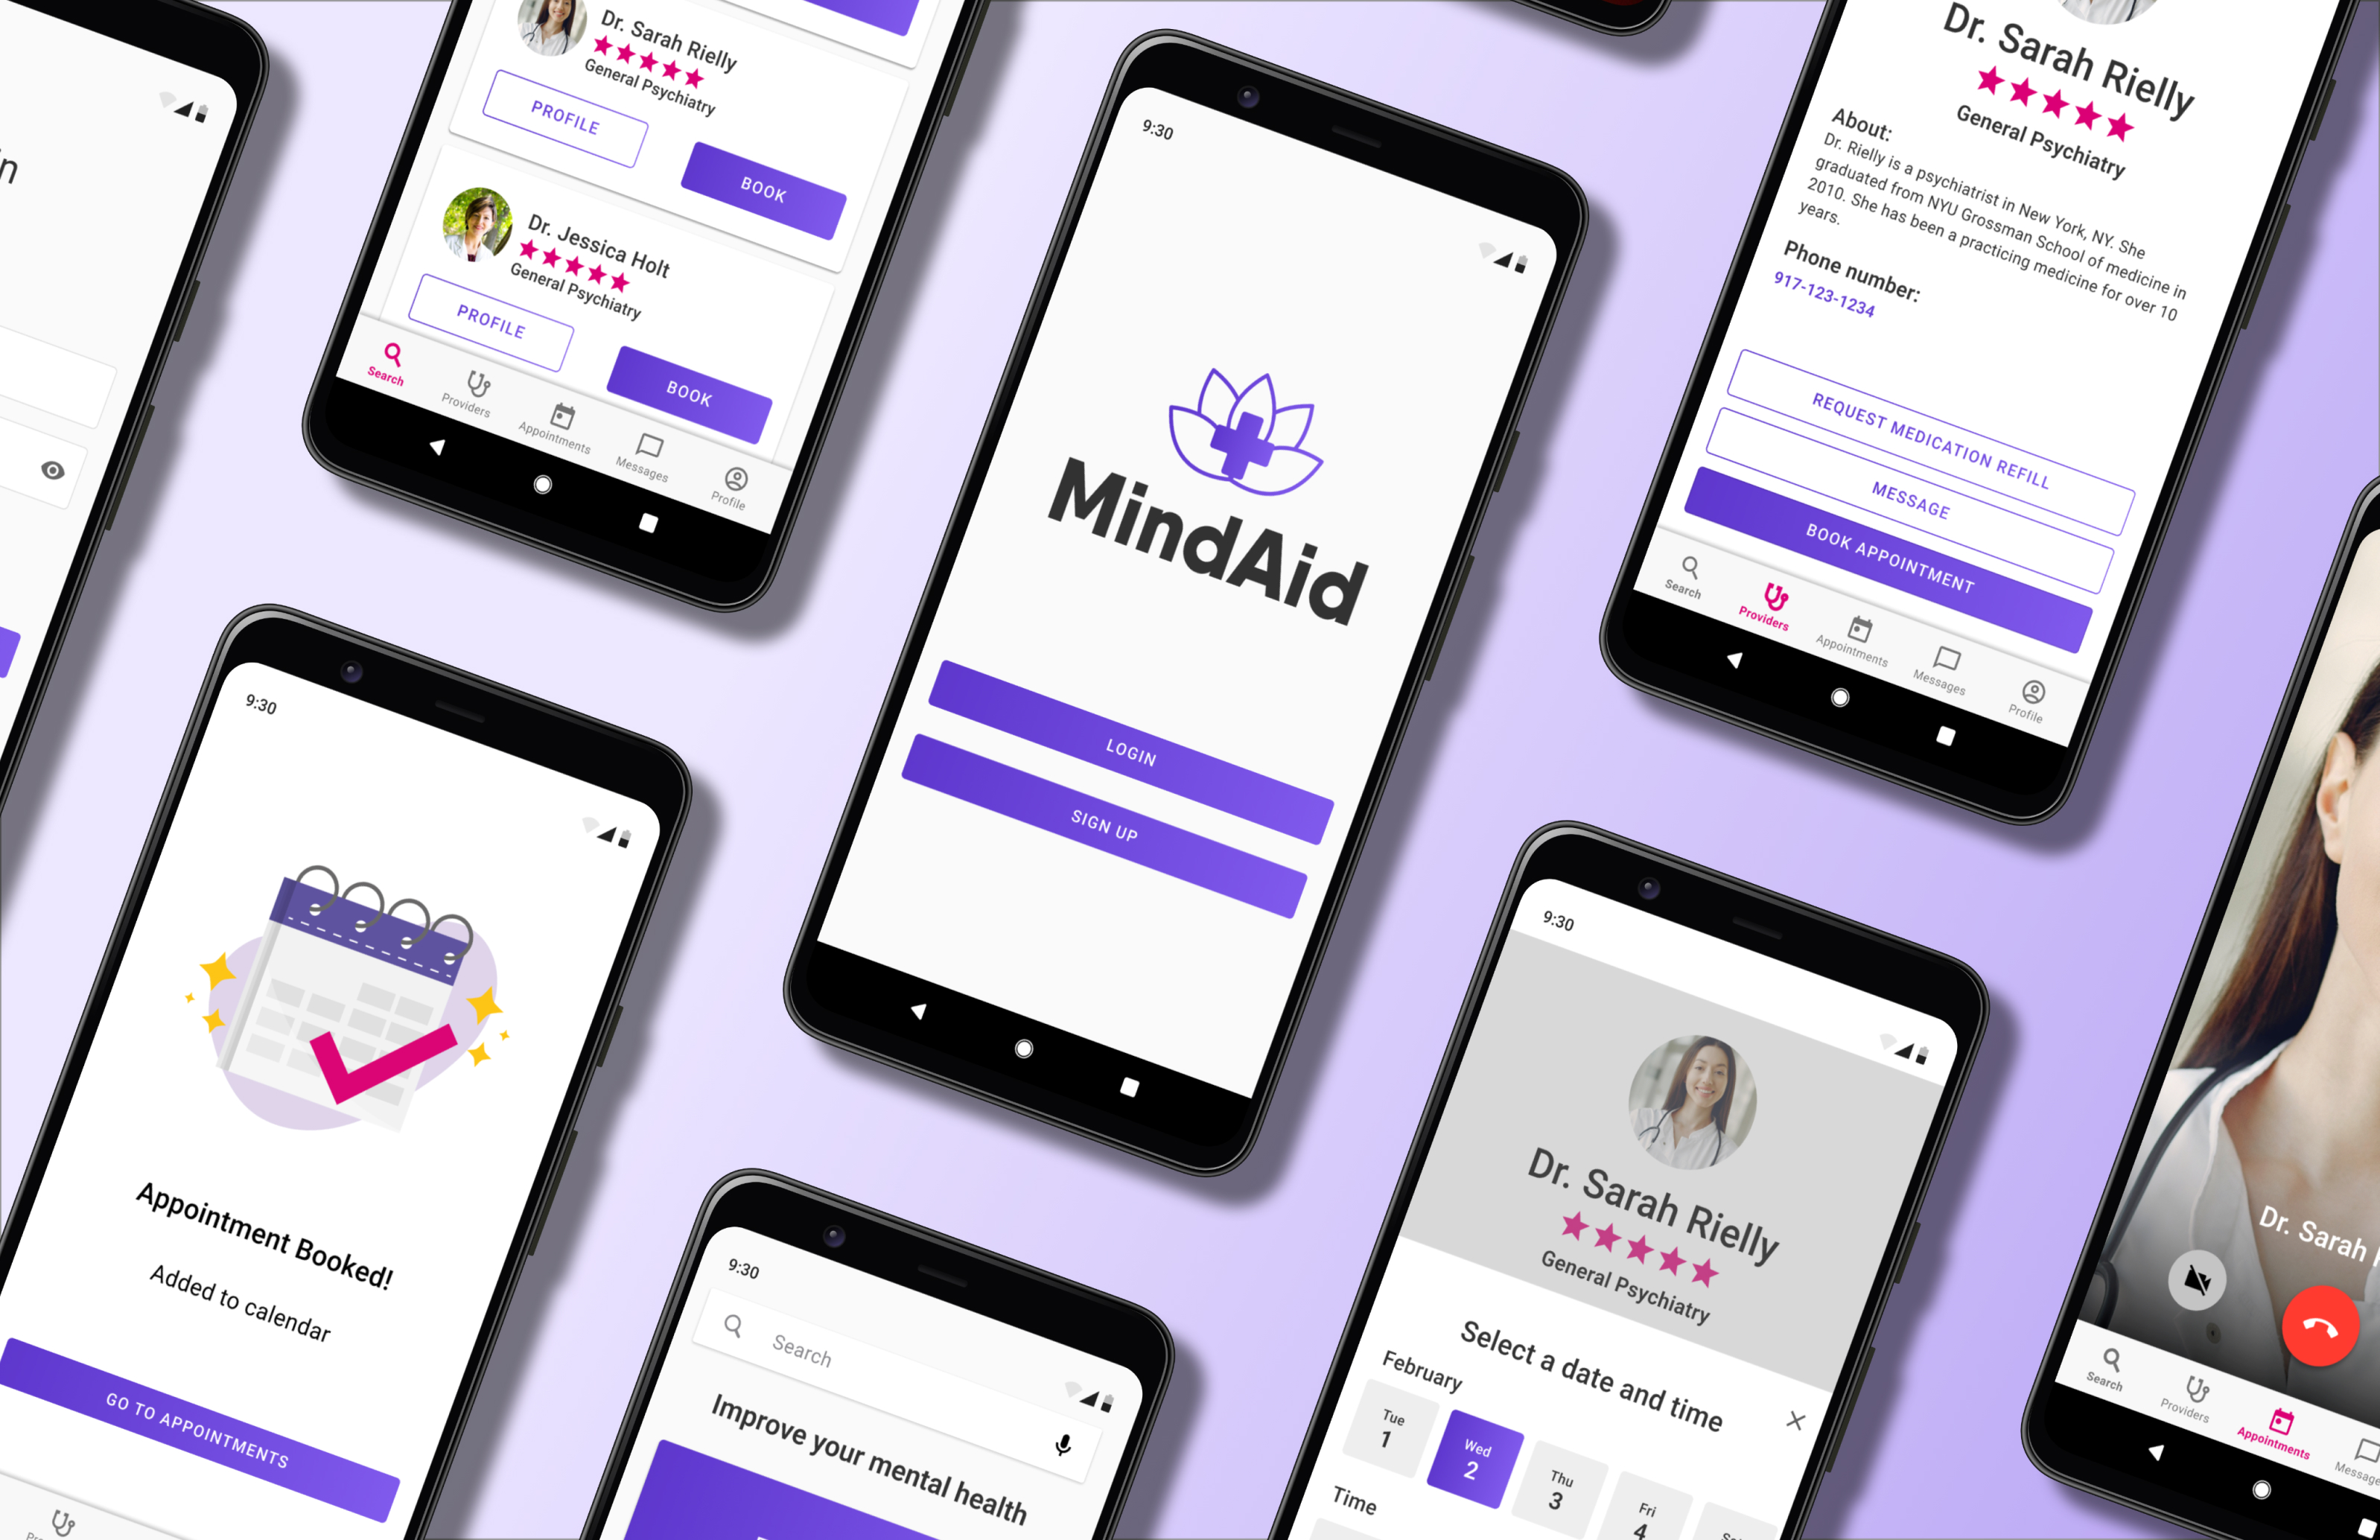 Dr. Sarah Rielly
General Psychiatry
PROFILE
BOOK
Dr. Jessica Holt
General Psychiatry
PROFILE
BOOK
Search
Providers
Appointments
Messages
Profile
9:30
MindAid
LOGIN
SIGN UP
Dr. Sarah Rielly
General Psychiatry
About:
Dr. Rielly is a psychiatrist in New York, NY. She
graduated from NYU Grossman School of medicine in
2010. She has been a practicing medicine for over 10
years.
Phone number:
917-123-1234
REQUEST MEDICATION REFILL
MESSAGE
BOOK APPOINTMENT
Search
Providers
Appointments
Messages
Profile
9:30
Appointment Booked!
Added to calendar
GO TO APPOINTMENTS
9:30
Search
Improve your mental health
9:30
Dr. Sarah Rielly
General Psychiatry
Select a date and time
February
Tue
1
Wed
2
Thu
3
Fri
4
Time
Dr. Sarah
Search
Providers
Appointments